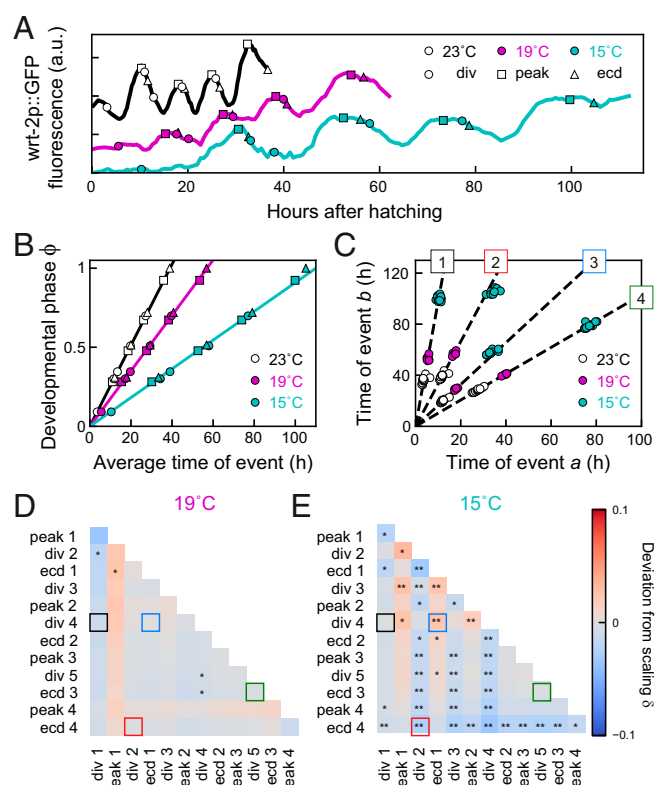 A
wrt-2p::GFP
fluorescence (a.u.)
23°C 19°C 15°C
div peak ecd
0 20 40 60 80 100
Hours after hatching
B
Developmental phase ϕ
1
0.5
0
23°C
19°C
15°C
0 20 40 60 80 100
Average time of event (h)
C
Time of event b (h)
120
80
40
0
1
2
3
4
23°C
19°C
15°C
0 20 40 60 80 100
Time of event a (h)
D
19°C
peak 1
div 2
ecd 1
div 3
peak 2
div 4
ecd 2
peak 3
div 5
ecd 3
peak 4
ecd 4
*
*
*
*
div 1
eak 1
div 2
ecd 1
div 3
eak 2
div 4
ecd 2
eak 3
div 5
ecd 3
eak 4
E
15°C
peak 1
div 2
ecd 1
div 3
peak 2
div 4
ecd 2
peak 3
div 5
ecd 3
peak 4
ecd 4
*
*
* **
** ** **
* *
* ** **
* * **
** ** **
** * ** **
** ** **
* ** ** **
** ** ** ** ** ** ** ** *
div 1
eak 1
div 2
ecd 1
div 3
eak 2
div 4
ecd 2
eak 3
div 5
ecd 3
eak 4
0.1
0
-0.1
Deviation from scaling δ